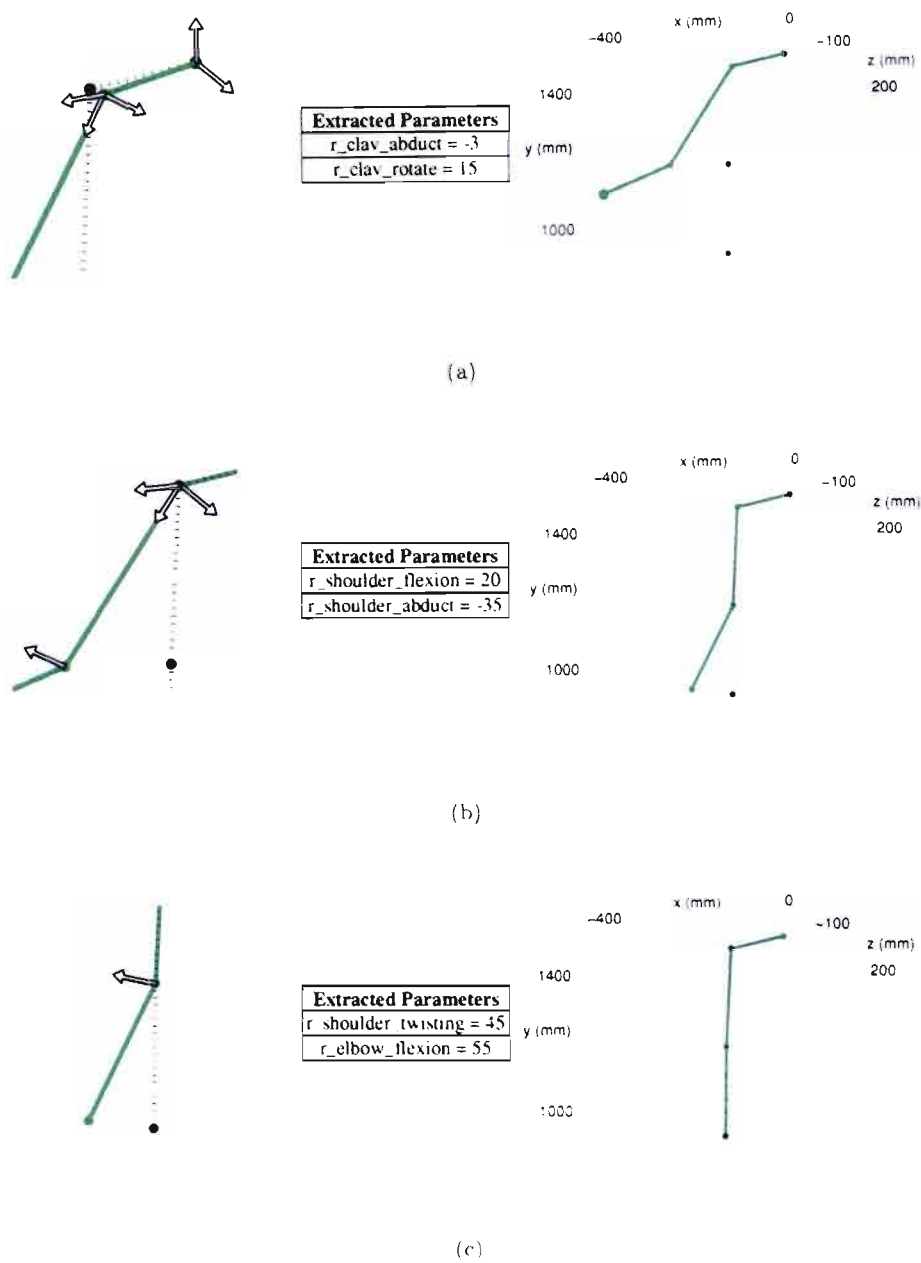 x (mm) 0
-400 -100
z (mm)
200
1400
Extracted Parameters
r_clav_abduct = -3
y (mm)
r_clav_rotate = 15
1000
(a)
x (mm) 0
-400 -100
z (mm)
200
1400
Extracted Parameters
r_shoulder_flexion = 20
y (mm)
r_shoulder_abduct = -35
1000
(b)
x (mm) 0
-400 -100
z (mm)
200
1400
Extracted Parameters
r_shoulder_twisting = 45
y (mm)
r_elbow_flexion = 55
1000
(c)